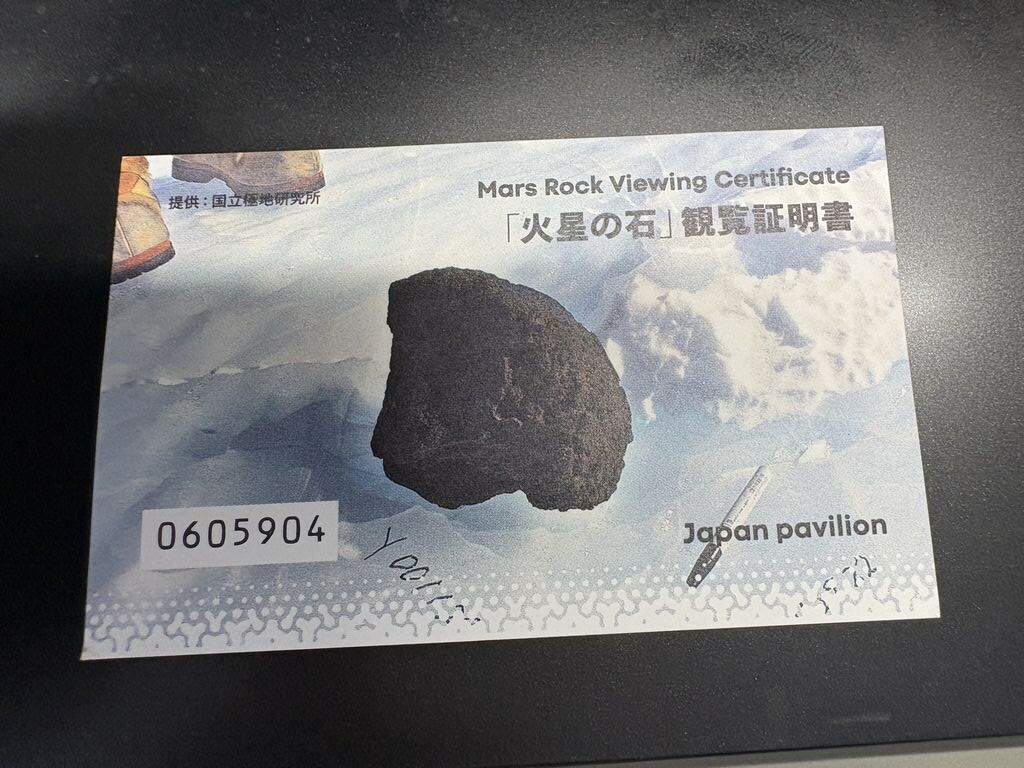 提供：国立極地研究所
Mars Rock Viewing Certificate
「火星の石」観覧証明書
0605904
Japan pavilion